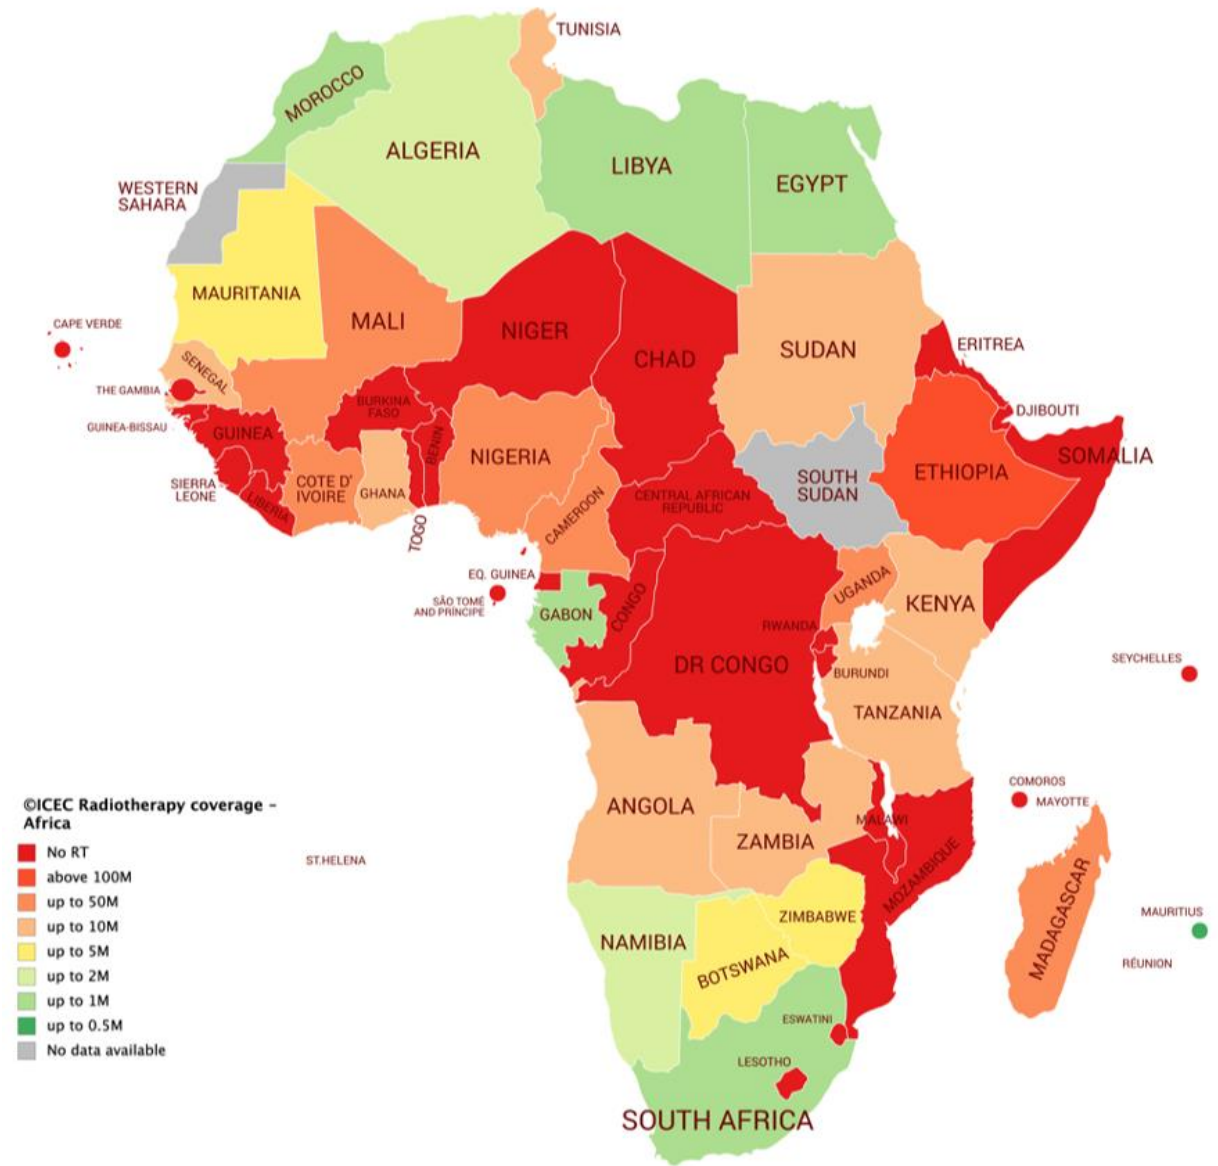 TUNISIA
MOROCCO
ALGERIA
LIBYA
EGYPT
WESTERN
SAHARA
MAURITANIA
MALI
NIGER
CHAD
SUDAN
ERITREA
CAPE VERDE
SENEGAL
THE GAMBIA
GUINEA-BISSAU
GUINEA
BURKINA
FASO
BENIN
NIGERIA
DJIBOUTI
SOMALIA
ETHIOPIA
SOUTH
SUDAN
SIERRA
LEONE
LIBERIA
COTE D'
IVOIRE
GHANA
TOGO
CAMEROON
CENTRAL AFRICAN
REPUBLIC
EQ. GUINEA
SÃO TOMÉ
AND PRÍNCIPE
GABON
CONGO
UGANDA
KENYA
RWANDA
DR CONGO
BURUNDI
TANZANIA
SEYCHELLES
COMOROS
MAYOTTE
ANGOLA
ZAMBIA
MALAWI
MOZAMBIQUE
MADAGASCAR
MAURITIUS
RÉUNION
ST.HELENA
NAMIBIA
ZIMBABWE
BOTSWANA
ESWATINI
LESOTHO
SOUTH AFRICA
©ICEC Radiotherapy coverage –
Africa
No RT
above 100M
up to 50M
up to 10M
up to 5M
up to 2M
up to 1M
up to 0.5M
No data available